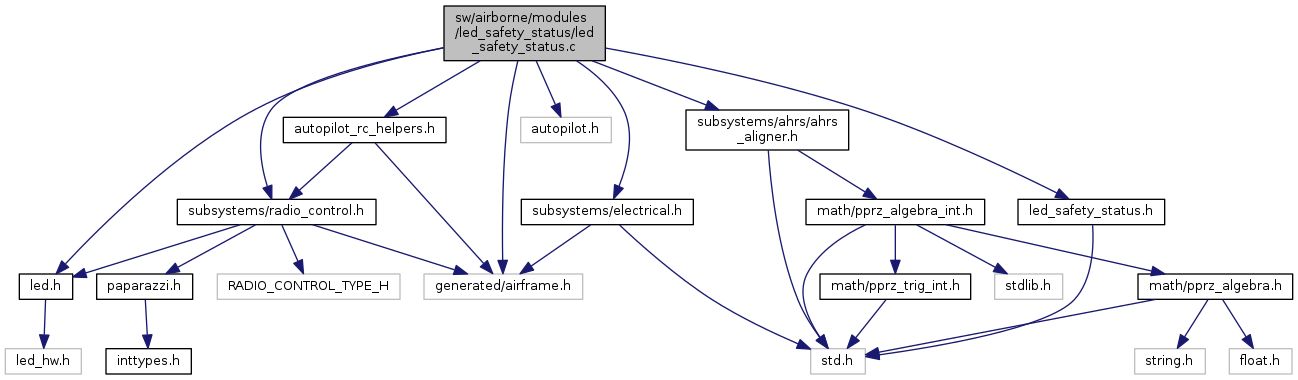 sw/airborne/modules
/led_safety_status/led
_safety_status.c
autopilot_rc_helpers.h
autopilot.h
subsystems/ahrs/ahrs
_aligner.h
subsystems/radio_control.h
subsystems/electrical.h
math/pprz_algebra_int.h
led_safety_status.h
led.h
paparazzi.h
RADIO_CONTROL_TYPE_H
generated/airframe.h
math/pprz_trig_int.h
stdlib.h
math/pprz_algebra.h
led_hw.h
inttypes.h
std.h
string.h
float.h